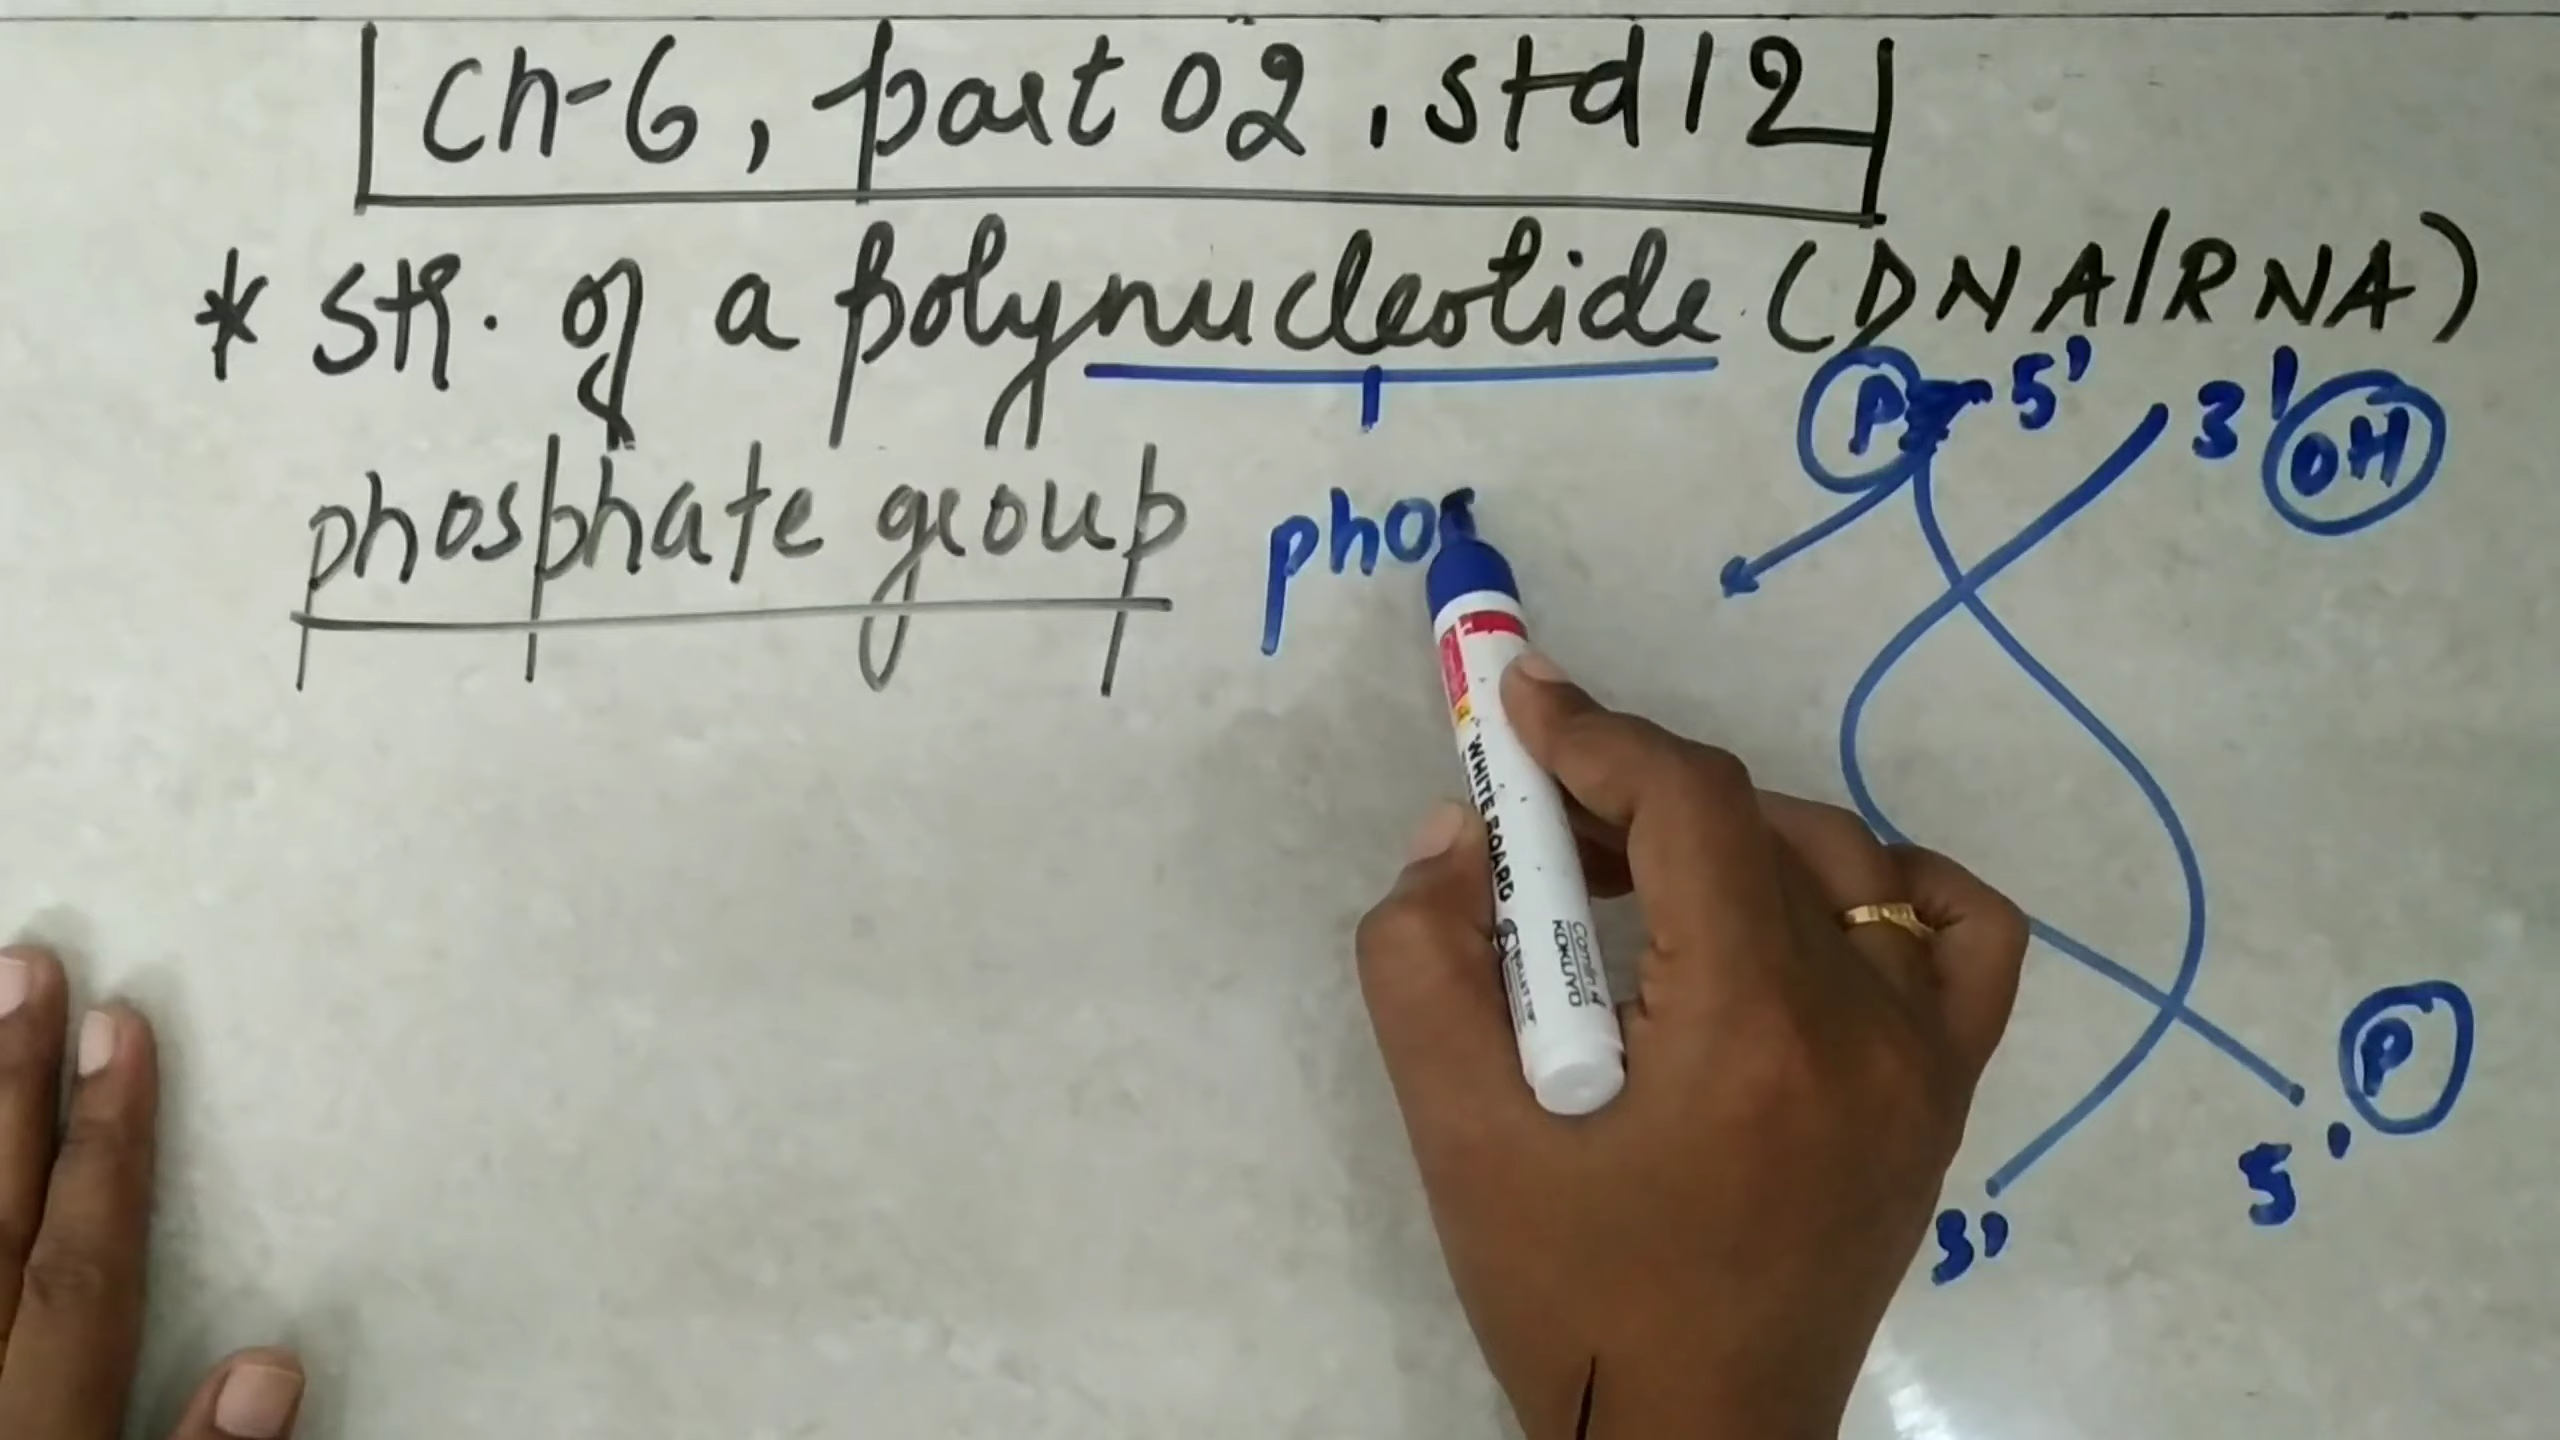 Ch-6, part 02, std 12
* Str. of a polynucleotide (DNA/RNA)
P 5' 3' OH
phosphate group phos
P
5'
3'
WHITE BOARD
Camlin
KOKUYO